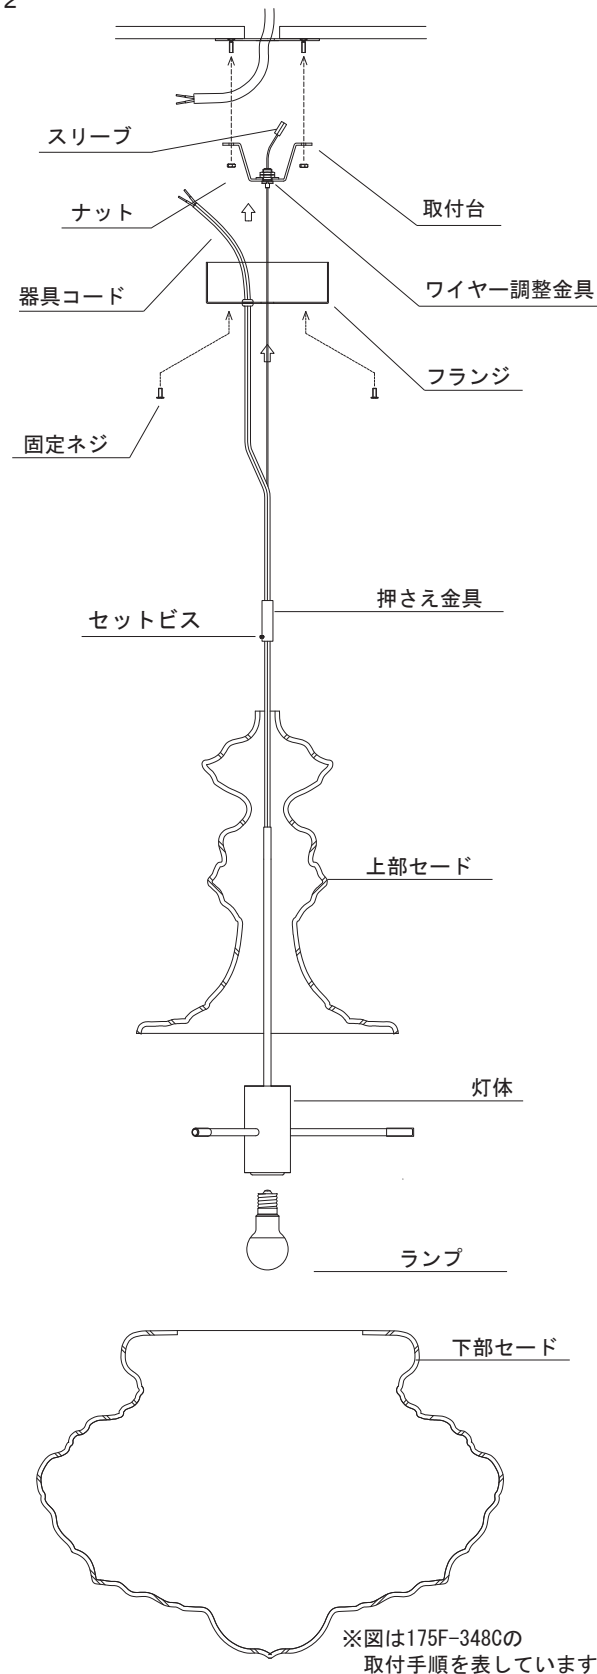 2
スリーブ
ナット
取付台
器具コード
ワイヤー調整金具
フランジ
固定ネジ
押さえ金具
セットビス
上部セード
灯体
ランプ
下部セード
※図は175F-348Cの
取付手順を表しています